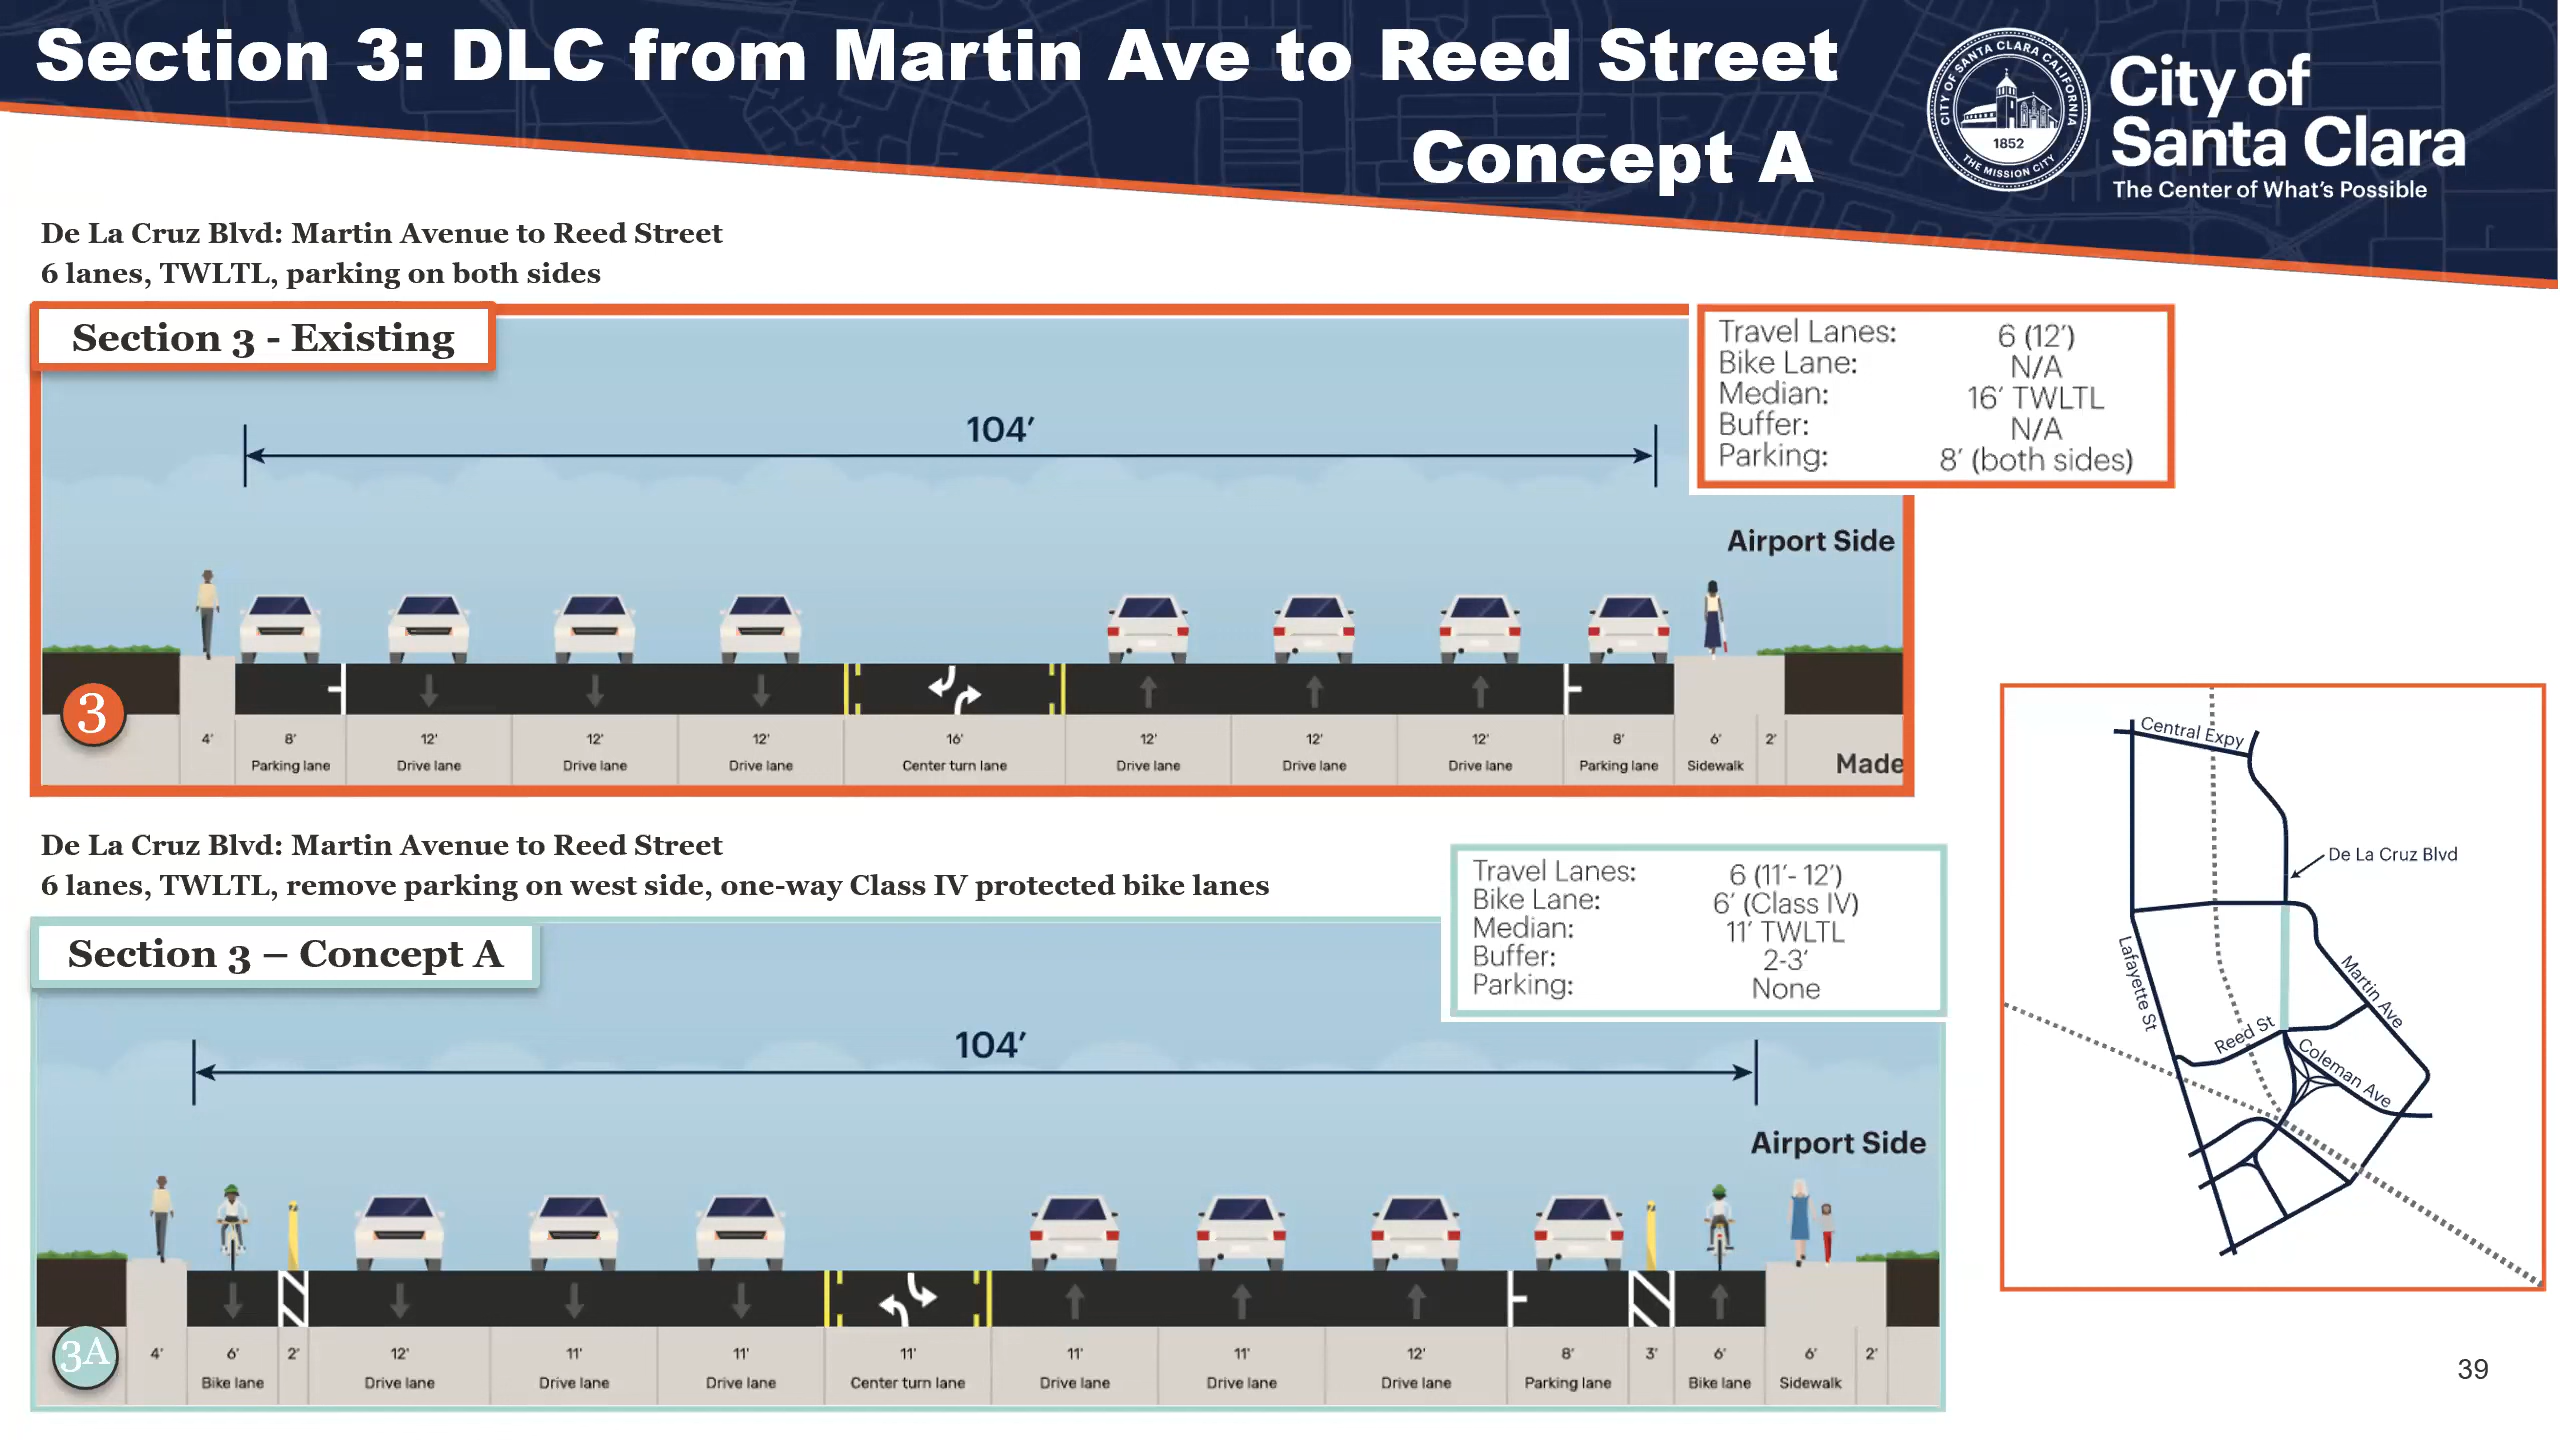 Section 3: DLC from Martin Ave to Reed Street
Concept A
CITY OF SANTA CLARA CALIFORNIA
1852
THE MISSION CITY
City of
Santa Clara
The Center of What's Possible
De La Cruz Blvd: Martin Avenue to Reed Street
6 lanes, TWLTL, parking on both sides
Section 3 - Existing
Travel Lanes: 6 (12')
Bike Lane: N/A
Median: 16' TWLTL
Buffer: N/A
Parking: 8' (both sides)
104'
Airport Side
3
4' 8' 12' 12' 12' 16' 12' 12' 12' 8' 6' 2'
Parking lane Drive lane Drive lane Drive lane Center turn lane Drive lane Drive lane Drive lane Parking lane Sidewalk
Made
De La Cruz Blvd: Martin Avenue to Reed Street
6 lanes, TWLTL, remove parking on west side, one-way Class IV protected bike lanes
Section 3 – Concept A
Travel Lanes: 6 (11'- 12')
Bike Lane: 6' (Class IV)
Median: 11' TWLTL
Buffer: 2-3'
Parking: None
104'
Airport Side
3A
4' 6' 2' 12' 11' 11' 11' 11' 11' 12' 8' 3' 6' 6' 2'
Bike lane Drive lane Drive lane Drive lane Center turn lane Drive lane Drive lane Drive lane Parking lane Bike lane Sidewalk
Central Expy
De La Cruz Blvd
Lafayette St
Martin Ave
Reed St
Coleman Ave
39